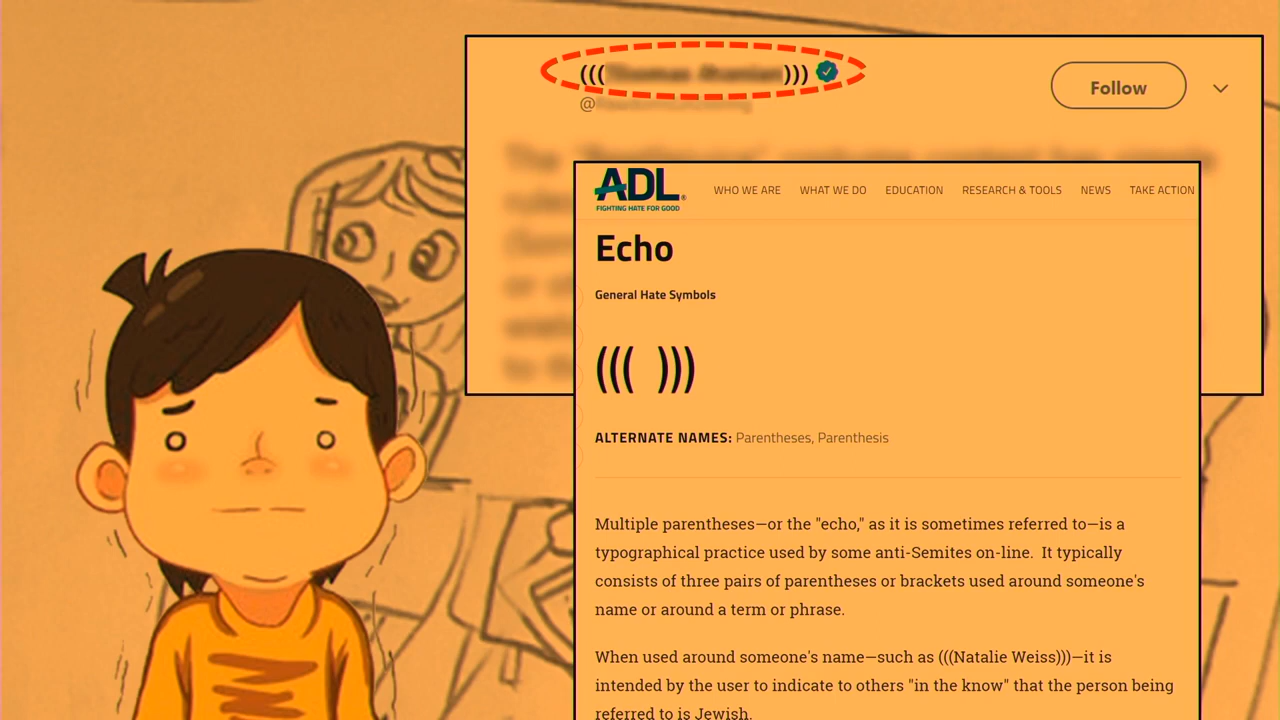 ((( )))
@
Follow
The
ADL®
FIGHTING HATE FOR GOOD
WHO WE ARE WHAT WE DO EDUCATION RESEARCH & TOOLS NEWS TAKE ACTION
Echo
General Hate Symbols
((( )))
ALTERNATE NAMES: Parentheses, Parenthesis
Multiple parentheses—or the "echo," as it is sometimes referred to—is a
typographical practice used by some anti-Semites on-line. It typically
consists of three pairs of parentheses or brackets used around someone's
name or around a term or phrase.
When used around someone's name—such as (((Natalie Weiss)))—it is
intended by the user to indicate to others "in the know" that the person being
referred to is Jewish.